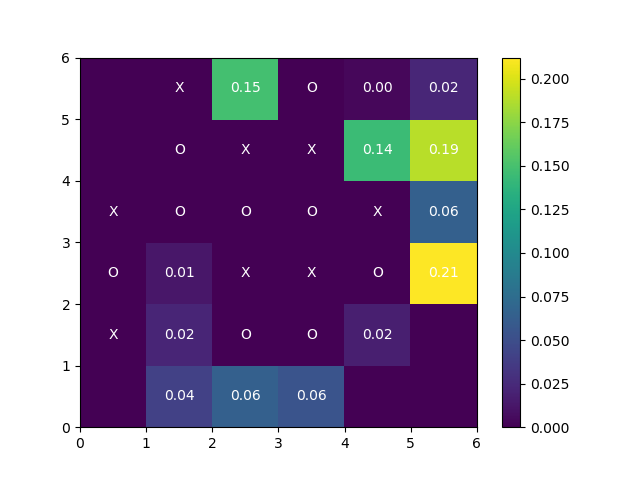 6
X 0.15 O 0.00 0.02
0.200
5
0.175
O X X 0.14 0.19
0.150
4
X O O O X 0.06
0.125
3
0.100
O 0.01 X X O 0.21
0.075
2
X 0.02 O O 0.02
0.050
1
0.025
0.04 0.06 0.06
0 0.000
0 1 2 3 4 5 6